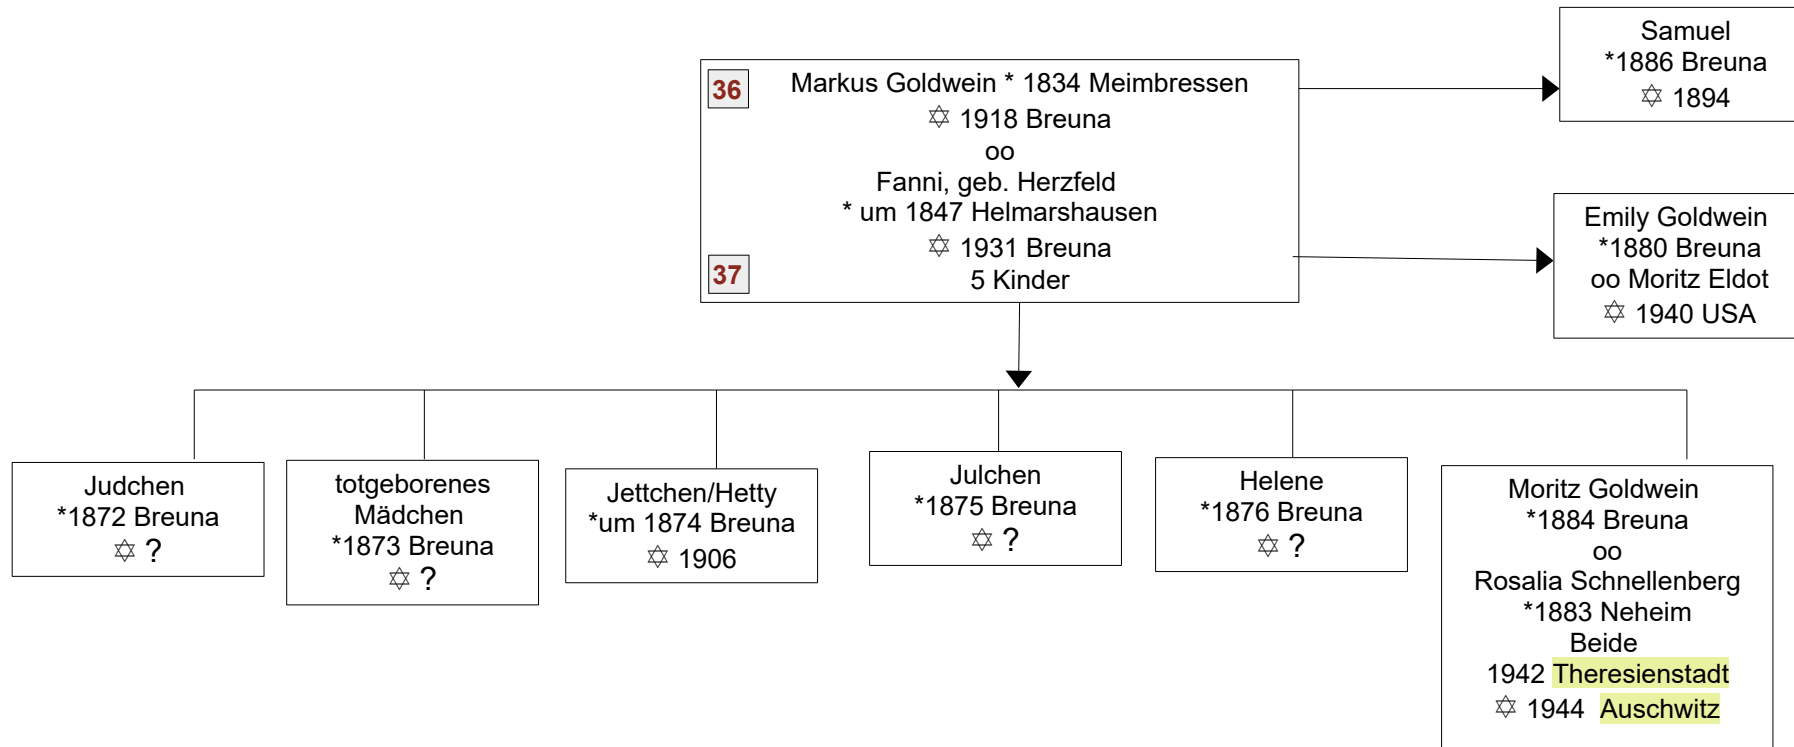 36
Markus Goldwein * 1834 Meimbressen
✡ 1918 Breuna
oo
Fanni, geb. Herzfeld
* um 1847 Helmarshausen
✡ 1931 Breuna
37
5 Kinder
Samuel
*1886 Breuna
✡ 1894
Emily Goldwein
*1880 Breuna
oo Moritz Eldot
✡ 1940 USA
Judchen
*1872 Breuna
✡ ?
totgeborenes
Mädchen
*1873 Breuna
✡ ?
Jettchen/Hetty
*um 1874 Breuna
✡ 1906
Julchen
*1875 Breuna
✡ ?
Helene
*1876 Breuna
✡ ?
Moritz Goldwein
*1884 Breuna
oo
Rosalia Schnellenberg
*1883 Neheim
Beide
1942 Theresienstadt
✡ 1944 Auschwitz